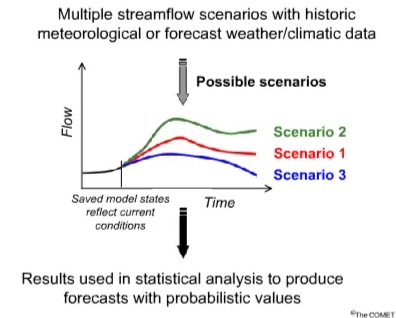 Multiple streamflow scenarios with historic
meteorological or forecast weather/climatic data
Possible scenarios
Flow
Scenario 2
Scenario 1
Scenario 3
Saved model states
reflect current
conditions
Time
Results used in statistical analysis to produce
forecasts with probabilistic values
©The COMET